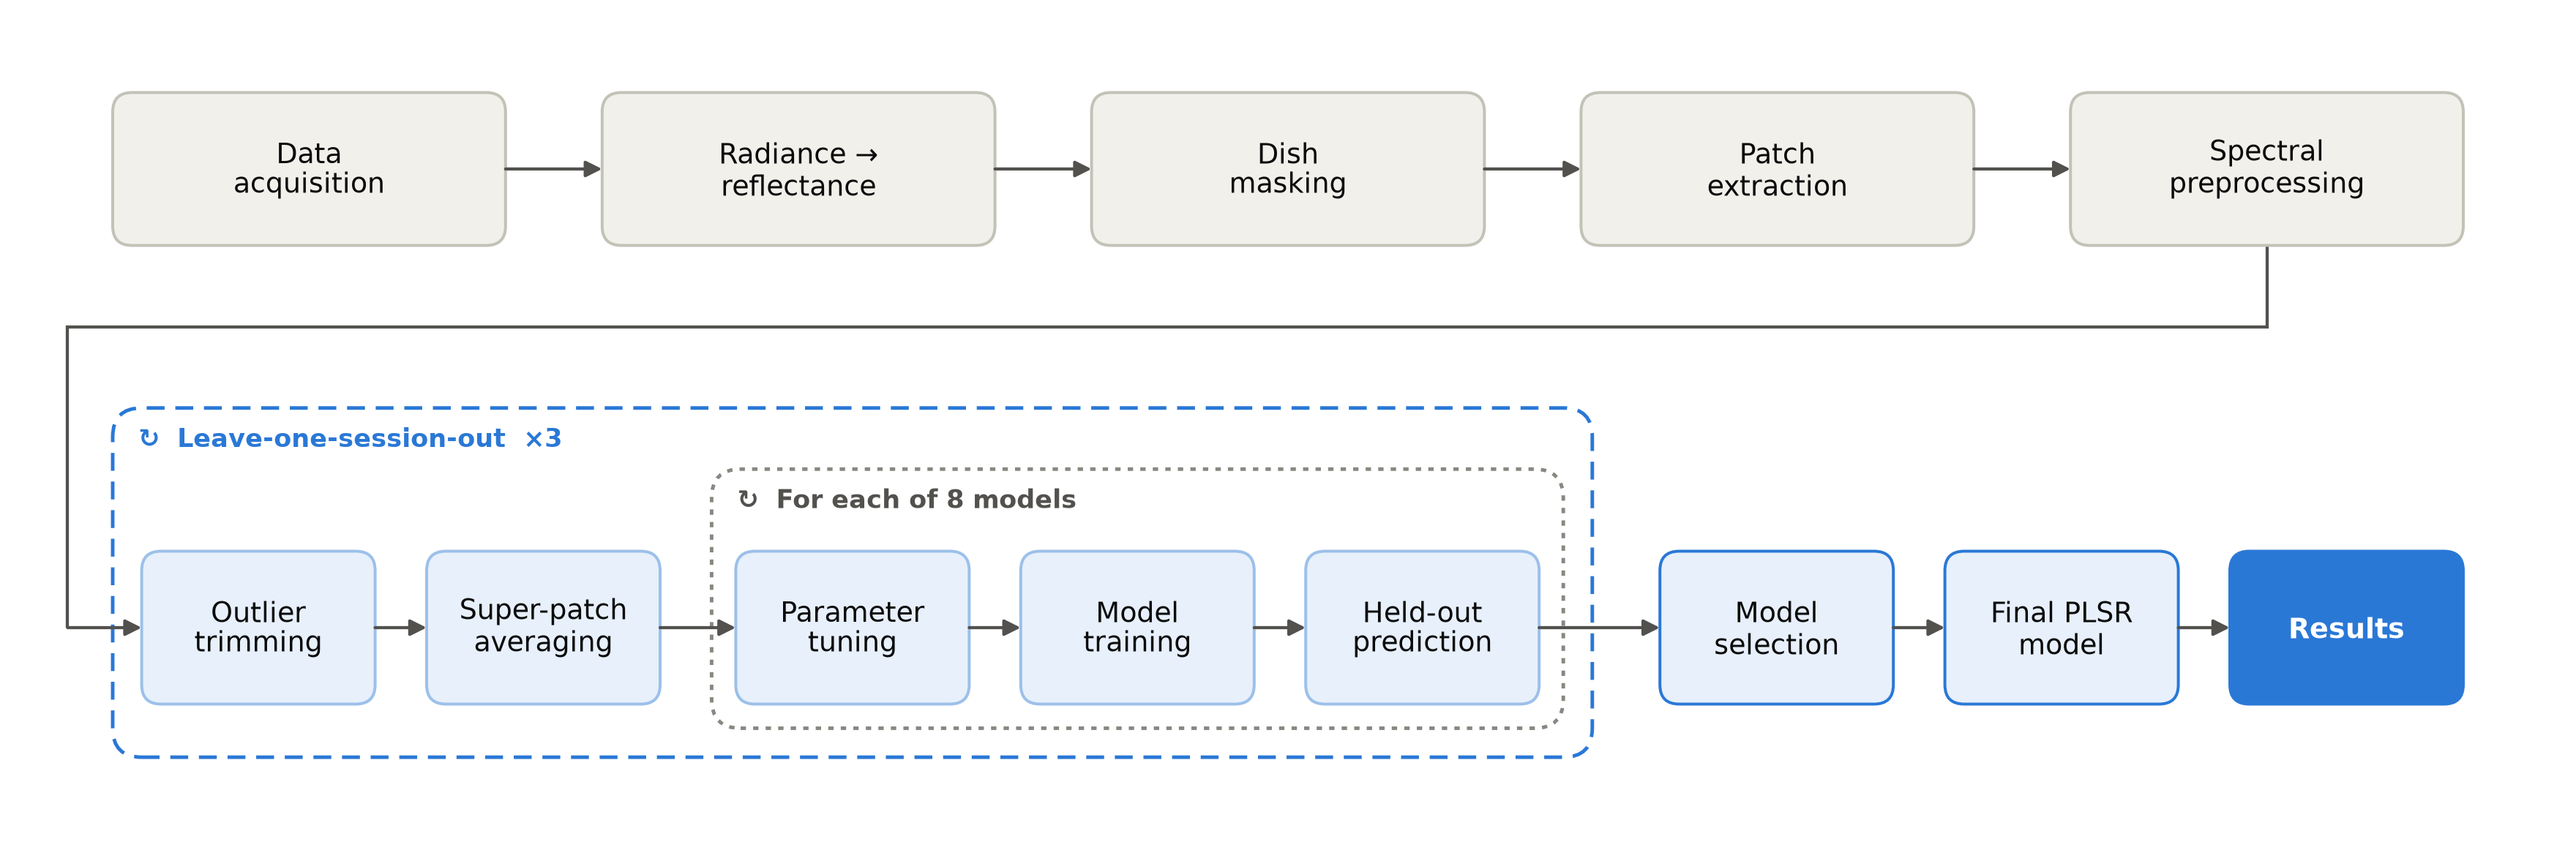 Data
acquisition
Radiance →
reflectance
Dish
masking
Patch
extraction
Spectral
preprocessing
↻ Leave-one-session-out ×3
↻ For each of 8 models
Outlier
trimming
Super-patch
averaging
Parameter
tuning
Model
training
Held-out
prediction
Model
selection
Final PLSR
model
Results